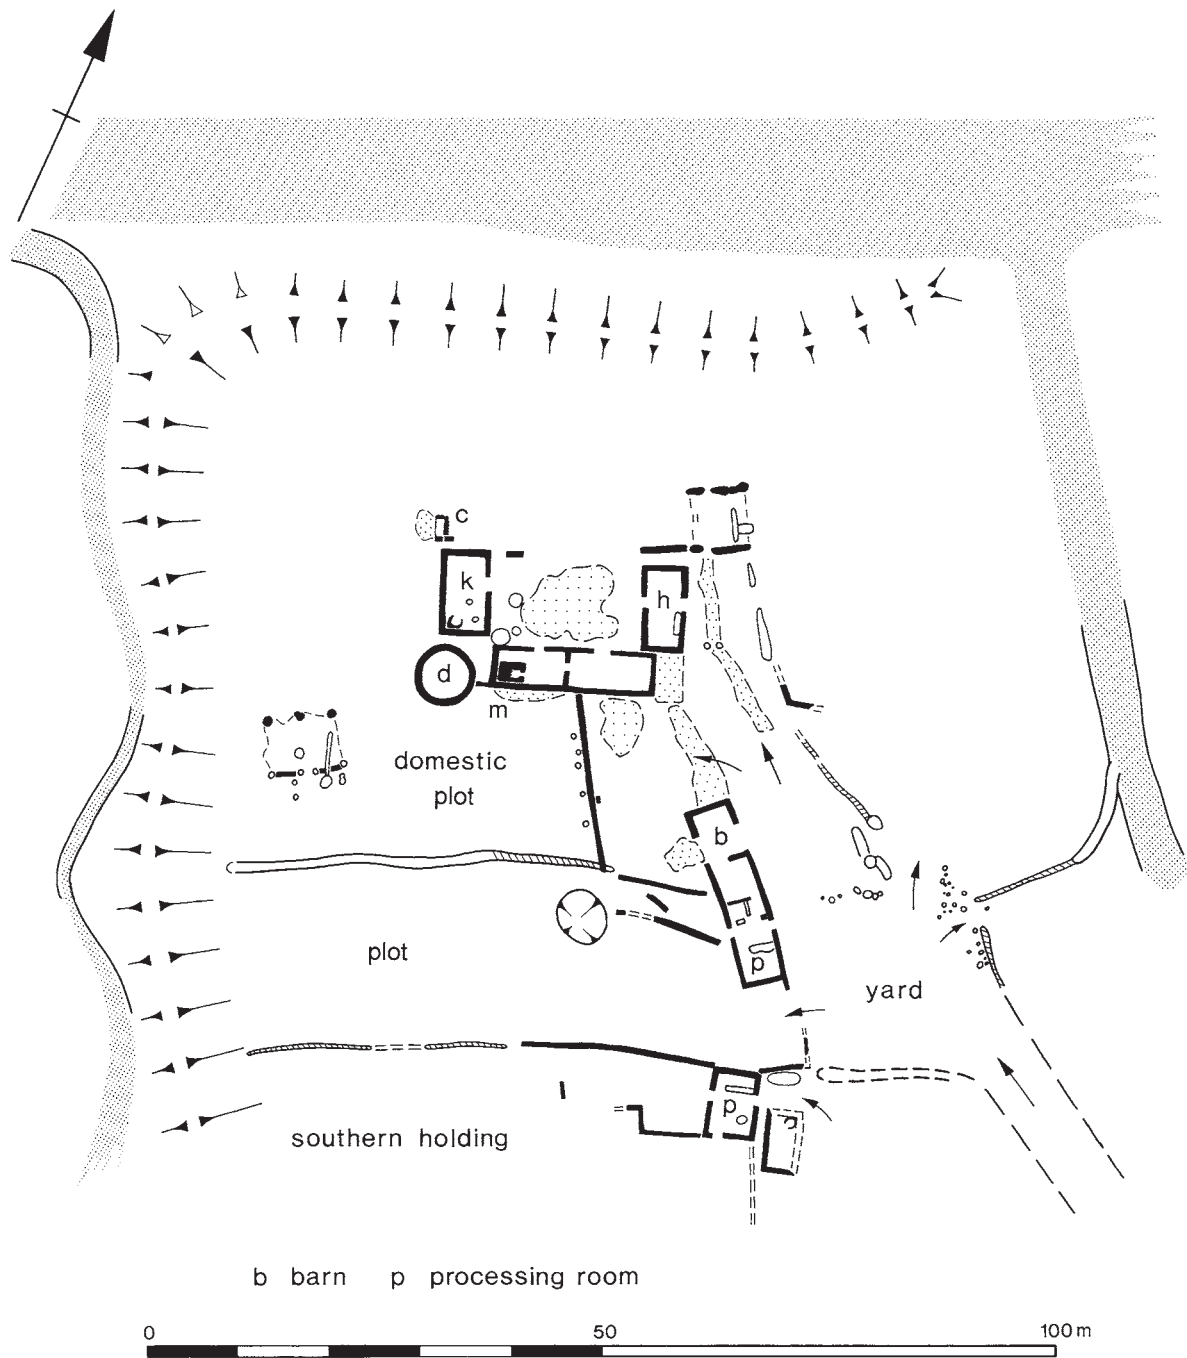 c
k
h
d
m
domestic
plot
b
plot
p
yard
p
southern holding
b barn p processing room
0 50 100 m